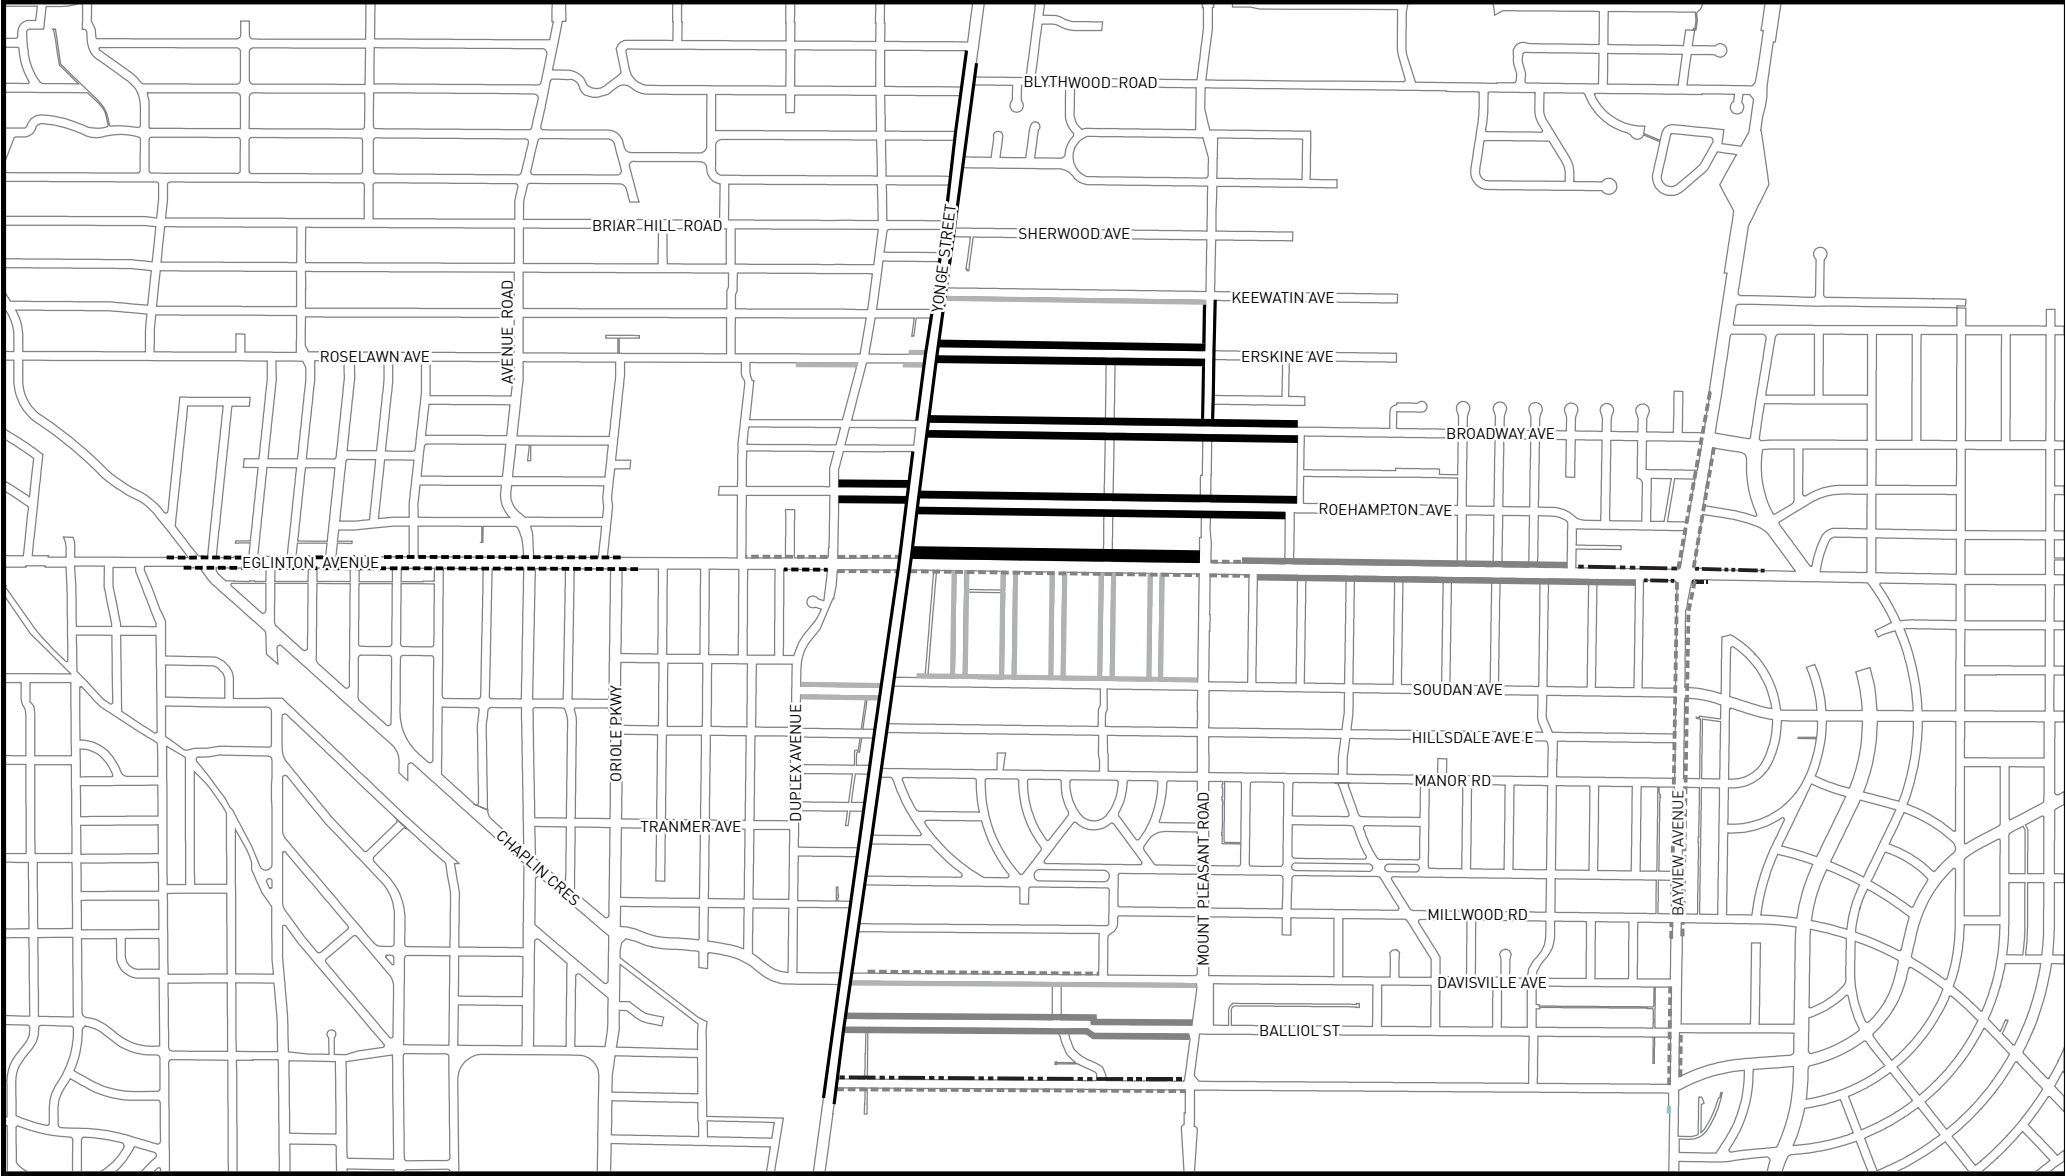 BLYTHWOOD ROAD
BRIAR HILL ROAD
SHERWOOD AVE
YONGE STREET
KEEWATIN AVE
AVENUE ROAD
ROSELAWN AVE
ERSKINE AVE
BROADWAY AVE
ROEHAMPTON AVE
EGLINTON AVENUE
SOUDAN AVE
ORIOLE PKWY
DUPLEX AVENUE
HILLSDALE AVE E
MANOR RD
TRANMER AVE
CHAPLIN CRES
MOUNT PLEASANT ROAD
BAYVIEW AVENUE
MILLWOOD RD
DAVISVILLE AVE
BALLIOL ST